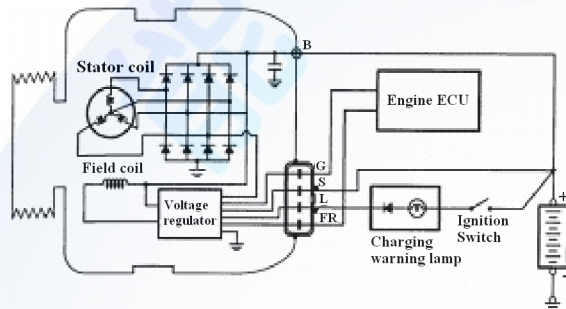 B
Stator coil
Engine ECU
G
Field coil
S
L
Voltage
regulator
FR
Ignition
Switch
Charging
warning lamp
+
-